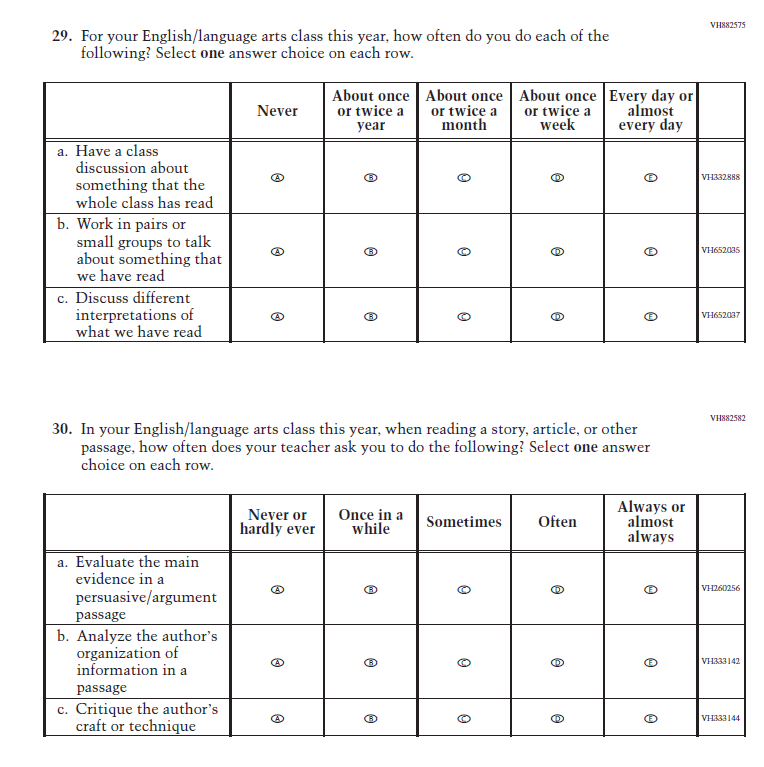 VH882575
29. For your English/language arts class this year, how often do you do each of the
following? Select one answer choice on each row.
Never
About once
or twice a
year
About once
or twice a
month
About once
or twice a
week
Every day or
almost
every day
a. Have a class
discussion about
something that the
whole class has read
A B C D E VH332888
b. Work in pairs or
small groups to talk
about something that
we have read
A B C D E VH652035
c. Discuss different
interpretations of
what we have read
A B C D E VH652037
VH882582
30. In your English/language arts class this year, when reading a story, article, or other
passage, how often does your teacher ask you to do the following? Select one answer
choice on each row.
Never or
hardly ever
Once in a
while
Sometimes
Often
Always or
almost
always
a. Evaluate the main
evidence in a
persuasive/argument
passage
A B C D E VH260256
b. Analyze the author’s
organization of
information in a
passage
A B C D E VH333142
c. Critique the author’s
craft or technique
A B C D E VH333144